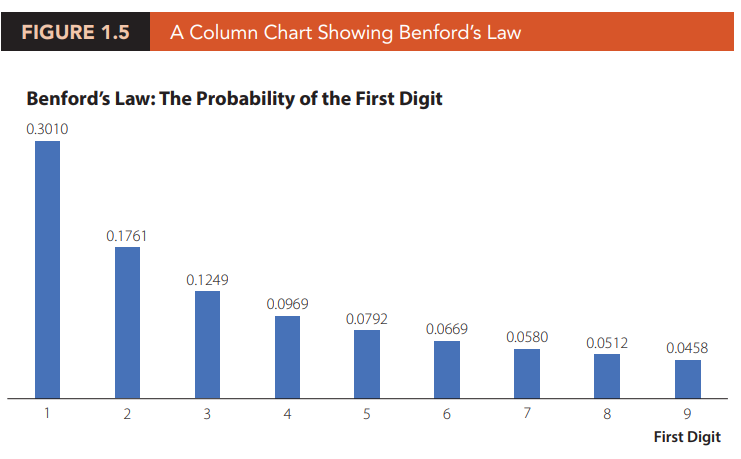 FIGURE 1.5 A Column Chart Showing Benford's Law
Benford's Law: The Probability of the First Digit
0.3010
0.1761
0.1249
0.0969
0.0792
0.0669
0.0580
0.0512
0.0458
1 2 3 4 5 6 7 8 9
First Digit